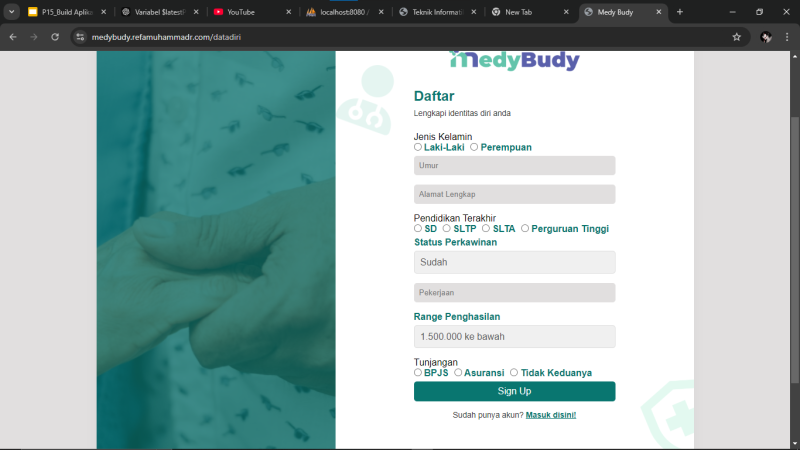 P15_Build Aplika
Variabel $latestP
YouTube
localhost:8080 /
Teknik Informati
New Tab
Medy Budy
medybudy.refamuhammadr.com/datadiri
MedyBudy
Daftar
Lengkapi identitas diri anda
Jenis Kelamin
Laki-Laki Perempuan
Umur
Alamat Lengkap
Pendidikan Terakhir
SD SLTP SLTA Perguruan Tinggi
Status Perkawinan
Sudah
Pekerjaan
Range Penghasilan
1.500.000 ke bawah
Tunjangan
BPJS Asuransi Tidak Keduanya
Sign Up
Sudah punya akun? Masuk disini!